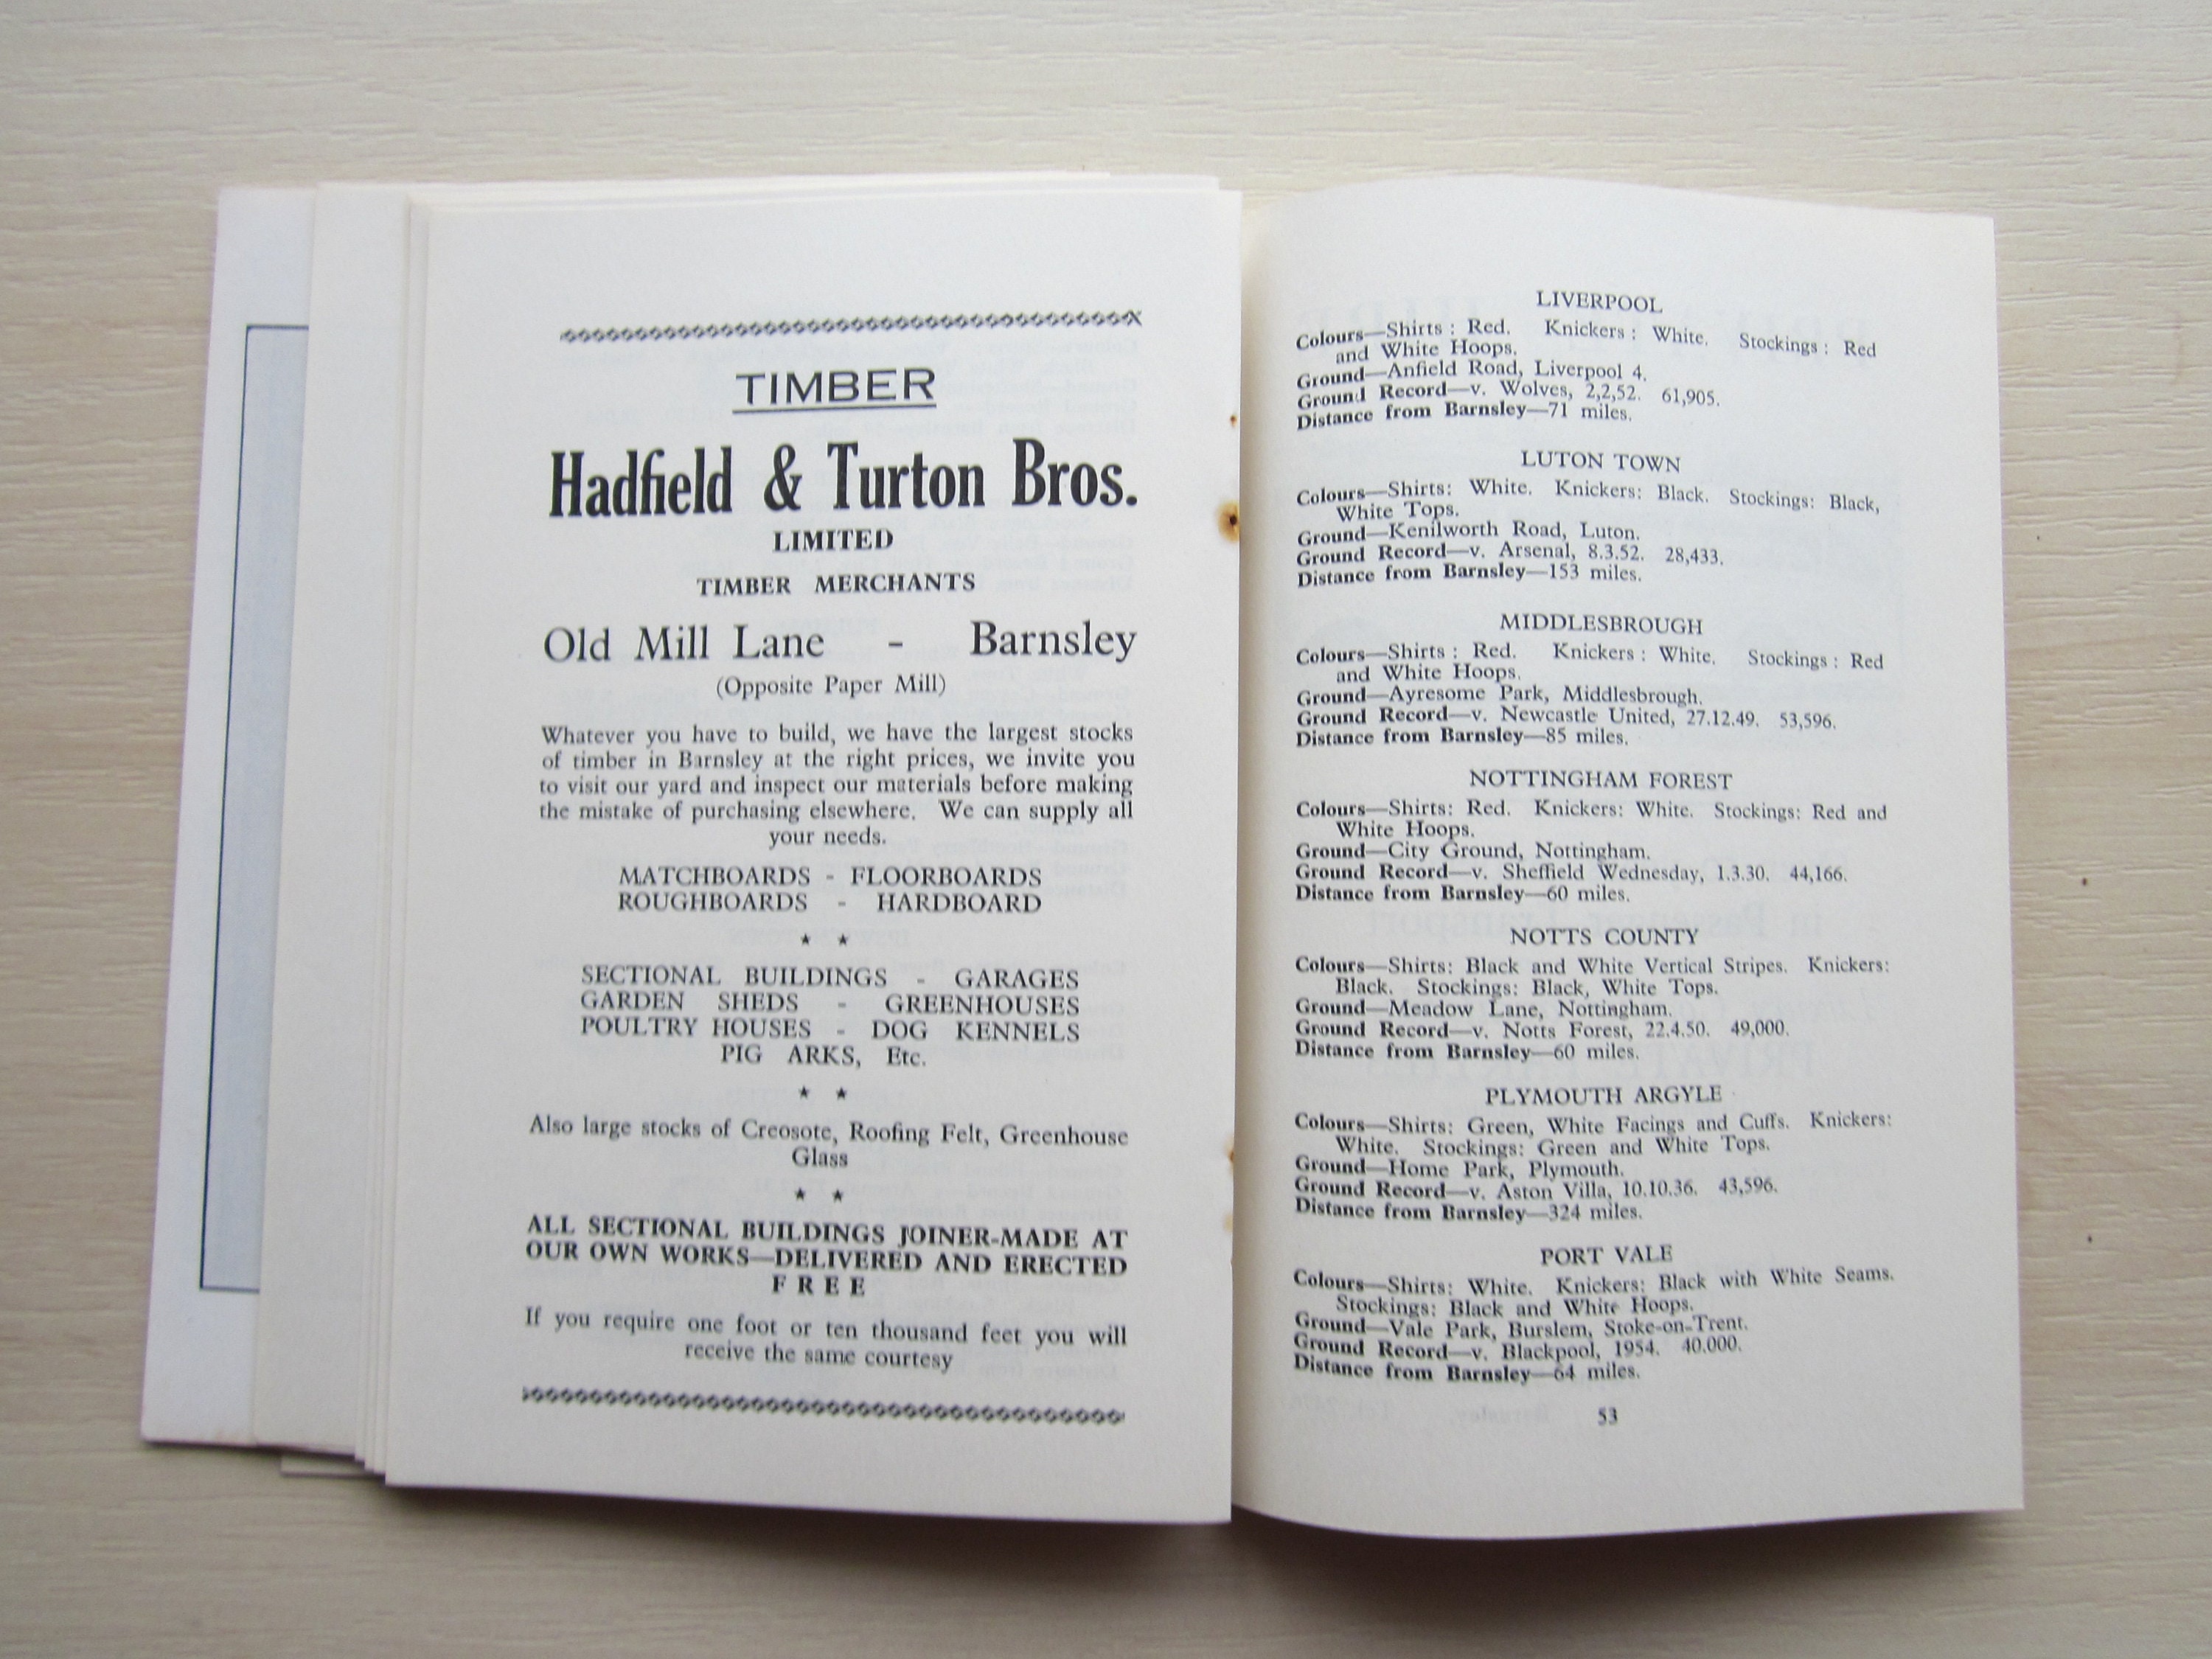 TIMBER
Hadfield & Turton Bros.
LIMITED
TIMBER MERCHANTS
Old Mill Lane - Barnsley
(Opposite Paper Mill)
Whatever you have to build, we have the largest stocks
of timber in Barnsley at the right prices, we invite you
to visit our yard and inspect our materials before making
the mistake of purchasing elsewhere. We can supply all
your needs.
MATCHBOARDS - FLOORBOARDS
ROUGHBOARDS - HARDBOARD
★ ★
SECTIONAL BUILDINGS - GARAGES
GARDEN SHEDS - GREENHOUSES
POULTRY HOUSES - DOG KENNELS
PIG ARKS, Etc.
★ ★
Also large stocks of Creosote, Roofing Felt, Greenhouse
Glass
★ ★
ALL SECTIONAL BUILDINGS JOINER-MADE AT
OUR OWN WORKS—DELIVERED AND ERECTED
FREE
If you require one foot or ten thousand feet you will
receive the same courtesy
LIVERPOOL
Colours—Shirts : Red. Knickers : White. Stockings : Red
and White Hoops.
Ground—Anfield Road, Liverpool 4.
Ground Record—v. Wolves, 2,2,52. 61,905.
Distance from Barnsley—71 miles.
LUTON TOWN
Colours—Shirts: White. Knickers: Black. Stockings: Black,
White Tops.
Ground—Kenilworth Road, Luton.
Ground Record—v. Arsenal, 8.3.52. 28,433.
Distance from Barnsley—153 miles.
MIDDLESBROUGH
Colours—Shirts : Red. Knickers : White. Stockings : Red
and White Hoops.
Ground—Ayresome Park, Middlesbrough.
Ground Record—v. Newcastle United, 27.12.49. 53,596.
Distance from Barnsley—85 miles.
NOTTINGHAM FOREST
Colours—Shirts: Red. Knickers: White. Stockings: Red and
White Hoops.
Ground—City Ground, Nottingham.
Ground Record—v. Sheffield Wednesday, 1.3.30. 44,166.
Distance from Barnsley—60 miles.
NOTTS COUNTY
Colours—Shirts: Black and White Vertical Stripes. Knickers:
Black. Stockings: Black, White Tops.
Ground—Meadow Lane, Nottingham.
Ground Record—v. Notts Forest, 22.4.50. 49,000.
Distance from Barnsley—60 miles.
PLYMOUTH ARGYLE
Colours—Shirts: Green, White Facings and Cuffs. Knickers:
White. Stockings: Green and White Tops.
Ground—Home Park, Plymouth.
Ground Record—v. Aston Villa, 10.10.36. 43,596.
Distance from Barnsley—324 miles.
PORT VALE
Colours—Shirts: White. Knickers: Black with White Seams.
Stockings: Black and White Hoops.
Ground—Vale Park, Burslem, Stoke-on-Trent.
Ground Record—v. Blackpool, 1954. 40.000.
Distance from Barnsley—64 miles.
53